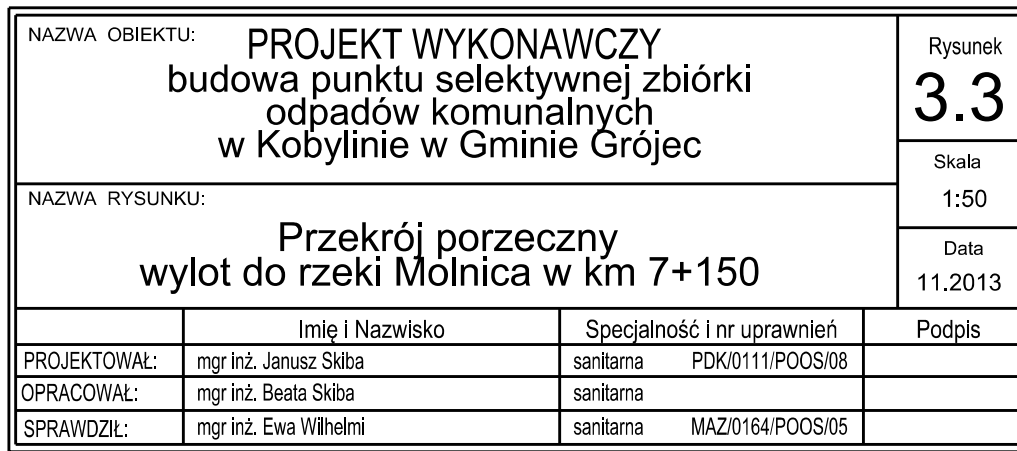 NAZWA OBIEKTU:
PROJEKT WYKONAWCZY
budowa punktu selektywnej zbiórki
odpadów komunalnych
w Kobylinie w Gminie Grójec
Rysunek
3.3
Skala
1:50
NAZWA RYSUNKU:
Przekrój porzeczny
wylot do rzeki Molnica w km 7+150
Data
11.2013
Imię i Nazwisko Specjalność i nr uprawnień Podpis
PROJEKTOWAŁ: mgr inż. Janusz Skiba sanitarna PDK/0111/POOS/08
OPRACOWAŁ: mgr inż. Beata Skiba sanitarna
SPRAWDZIŁ: mgr inż. Ewa Wilhelmi sanitarna MAZ/0164/POOS/05